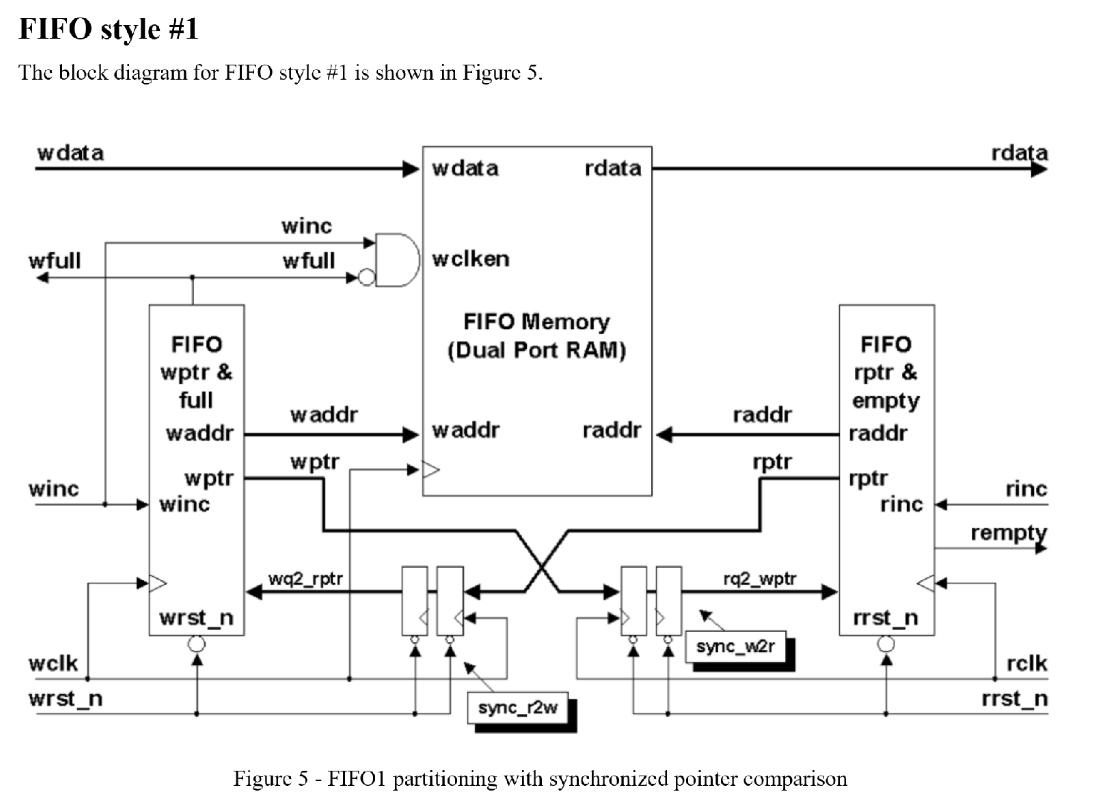 FIFO style #1
The block diagram for FIFO style #1 is shown in Figure 5.
wdata
wdata
rdata
rdata
winc
wfull
wfull
wclken
FIFO Memory
(Dual Port RAM)
FIFO
wptr &
full
FIFO
rptr &
empty
waddr
waddr
waddr
raddr
raddr
raddr
wptr
wptr
rptr
rptr
winc
winc
rinc
rinc
rempty
wq2_rptr
rq2_wptr
wrst_n
rrst_n
sync_w2r
wclk
rclk
wrst_n
rrst_n
sync_r2w
Figure 5 - FIFO1 partitioning with synchronized pointer comparison